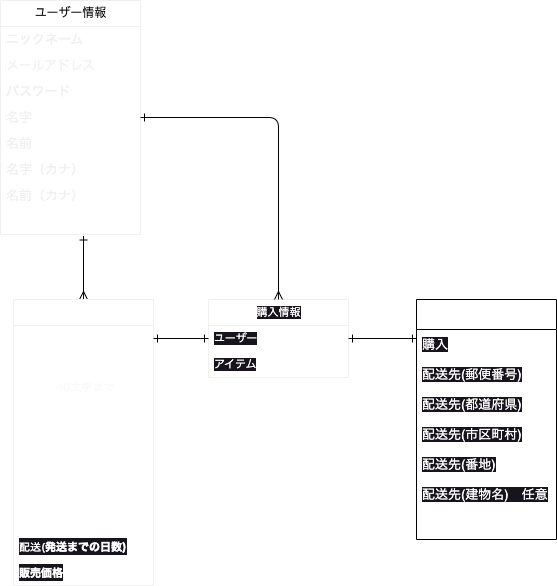 ユーザー情報
ニックネーム
メールアドレス
パスワード
名字
名前
名字（カナ）
名前（カナ）
購入情報
ユーザー
アイテム
購入
配送先(郵便番号)
配送先(都道府県)
配送先(市区町村)
配送先(番地)
配送先(建物名)　任意
配送(発送までの日数)
販売価格